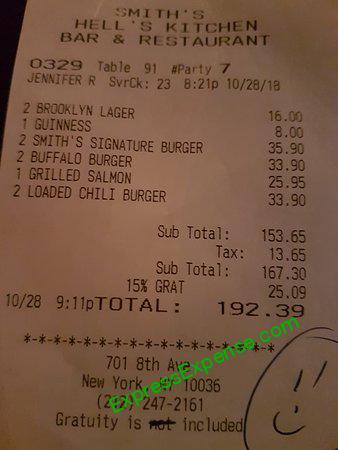 SMITH'S
HELL'S KITCHEN
BAR & RESTAURANT
0329 Table 91 #Party 7
JENNIFER R SvrCk: 23 8:21p 10/28/18
2 BROOKLYN LAGER 16.00
1 GUINNESS 8.00
2 SMITH'S SIGNATURE BURGER 35.90
2 BUFFALO BURGER 33.90
1 GRILLED SALMON 25.95
2 LOADED CHILI BURGER 33.90
Sub Total: 153.65
Tax: 13.65
Sub Total: 167.30
15% GRAT 25.09
10/28 9:11pTOTAL: 192.39
*-*-*-*-*-*-*-*-*-*-*-*-*-*-*-*-*
701 8th Ave
New York, NY 10036
(212)-247-2161
Gratuity is not included
ExpressExpense.com